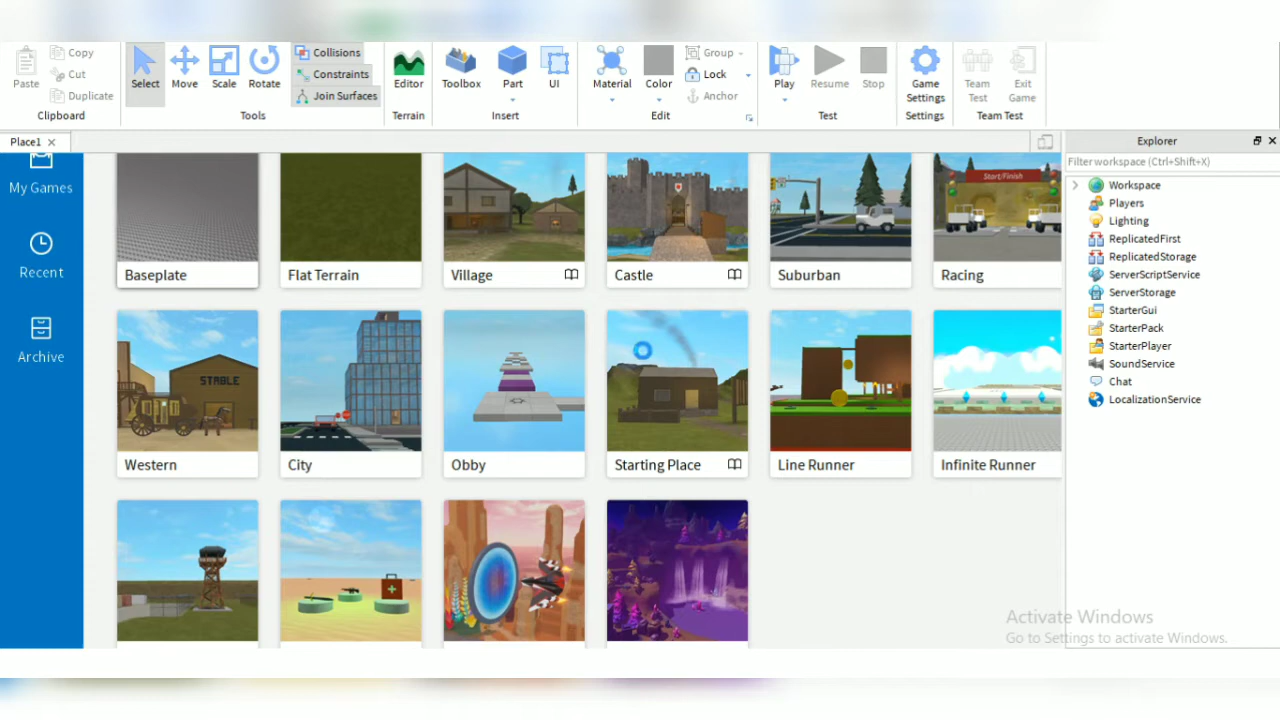 Paste
Copy
Cut
Duplicate
Clipboard
Select
Move
Scale
Rotate
Collisions
Constraints
Join Surfaces
Tools
Editor
Terrain
Toolbox
Part
UI
Insert
Material
Color
Group
Lock
Anchor
Edit
Play
Resume
Stop
Test
Game
Settings
Settings
Team
Test
Exit
Game
Team Test
Place1
My Games
Recent
Archive
Baseplate
Flat Terrain
Village
Castle
Suburban
Start/Finish
Racing
STABLE
Western
City
Obby
Starting Place
Line Runner
Infinite Runner
Explorer
Filter workspace (Ctrl+Shift+X)
Workspace
Players
Lighting
ReplicatedFirst
ReplicatedStorage
ServerScriptService
ServerStorage
StarterGui
StarterPack
StarterPlayer
SoundService
Chat
LocalizationService
Activate Windows
Go to Settings to activate Windows.